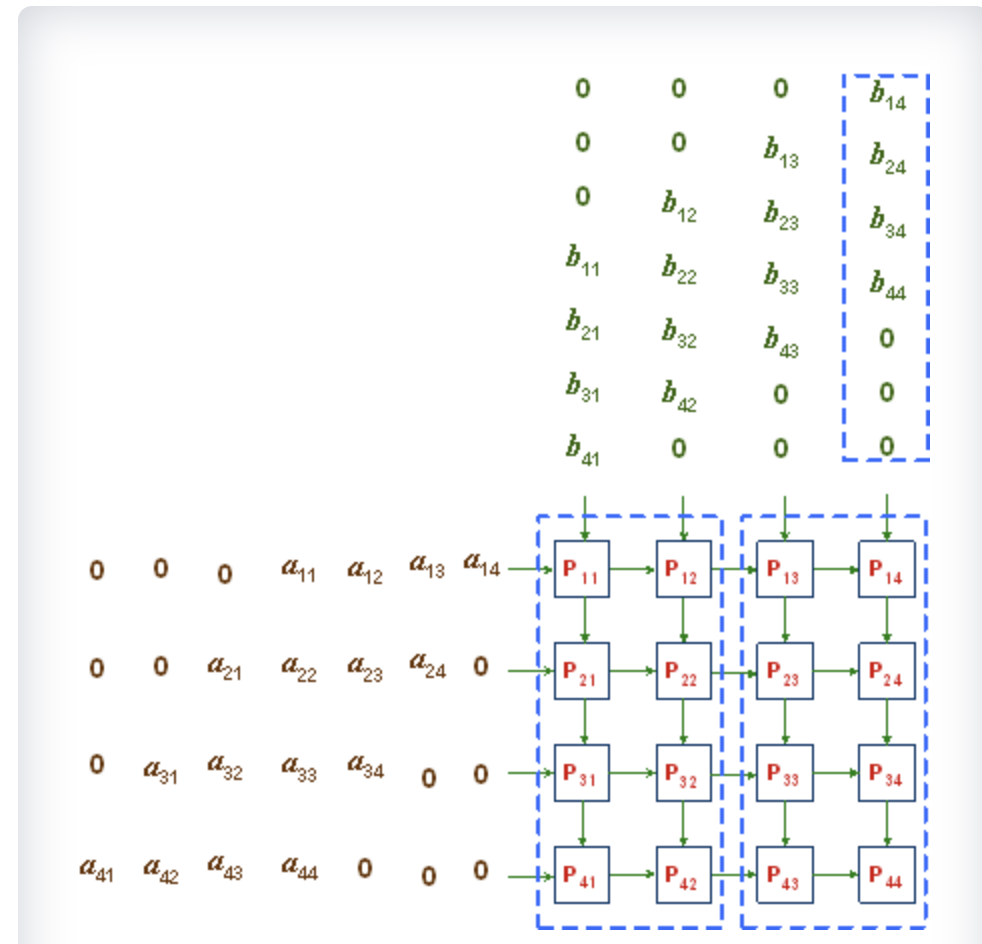 0 0 0 b₁₄
0 0 b₁₃ b₂₄
0 b₁₂ b₂₃ b₃₄
b₁₁ b₂₂ b₃₃ b₄₄
b₂₁ b₃₂ b₄₃ 0
b₃₁ b₄₂ 0 0
b₄₁ 0 0 0
0 0 0 a₁₁ a₁₂ a₁₃ a₁₄ P₁₁ P₁₂ P₁₃ P₁₄
0 0 a₂₁ a₂₂ a₂₃ a₂₄ 0 P₂₁ P₂₂ P₂₃ P₂₄
0 a₃₁ a₃₂ a₃₃ a₃₄ 0 0 P₃₁ P₃₂ P₃₃ P₃₄
a₄₁ a₄₂ a₄₃ a₄₄ 0 0 0 P₄₁ P₄₂ P₄₃ P₄₄